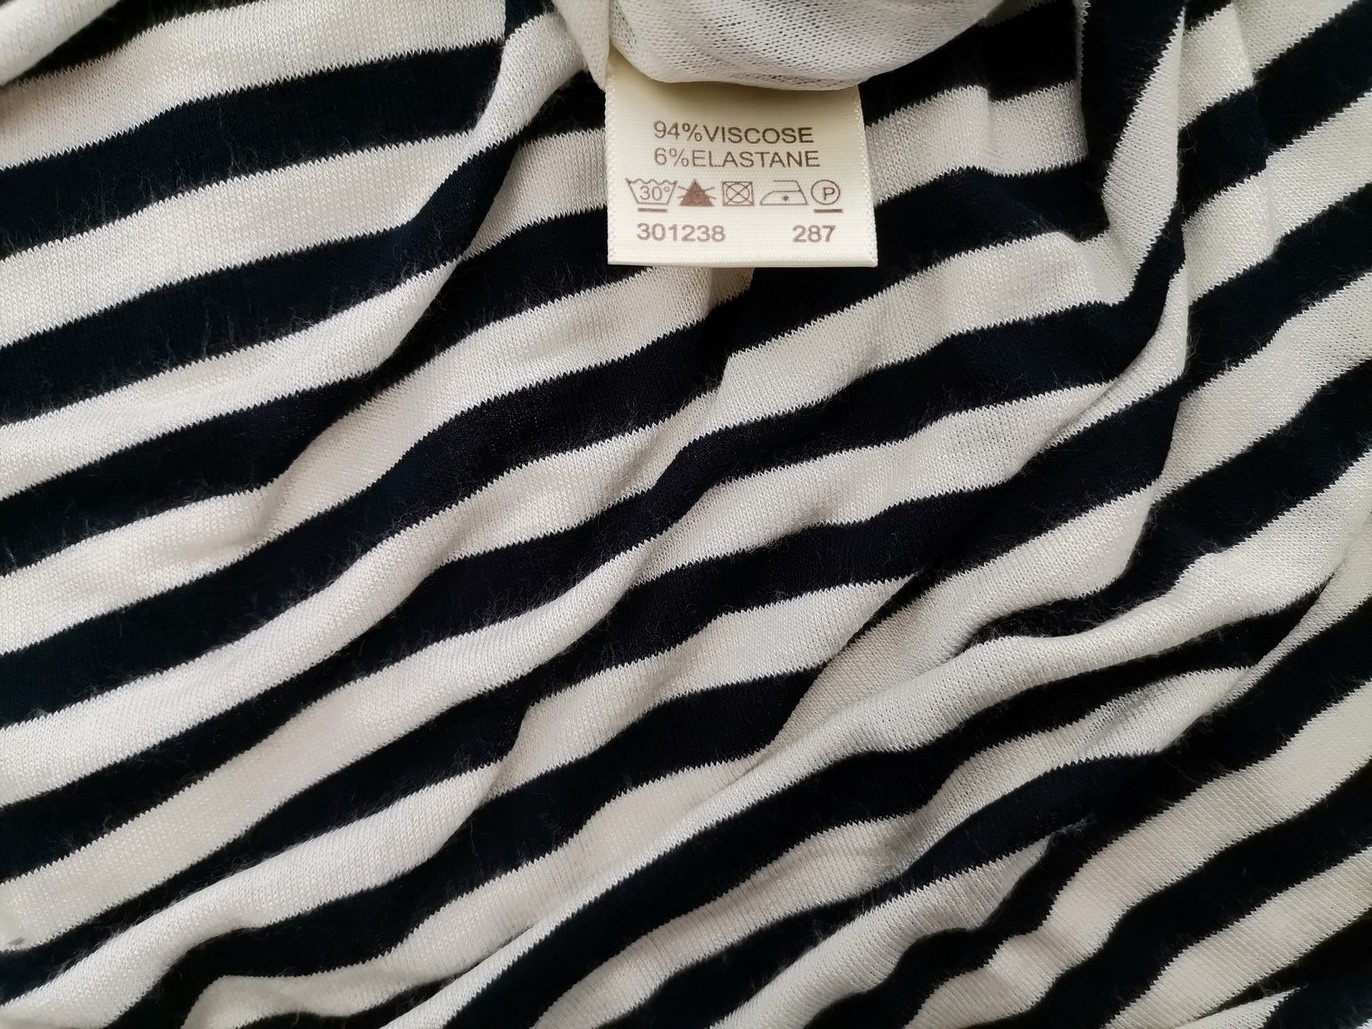 94%VISCOSE
6%ELASTANE
30° P
301238 287